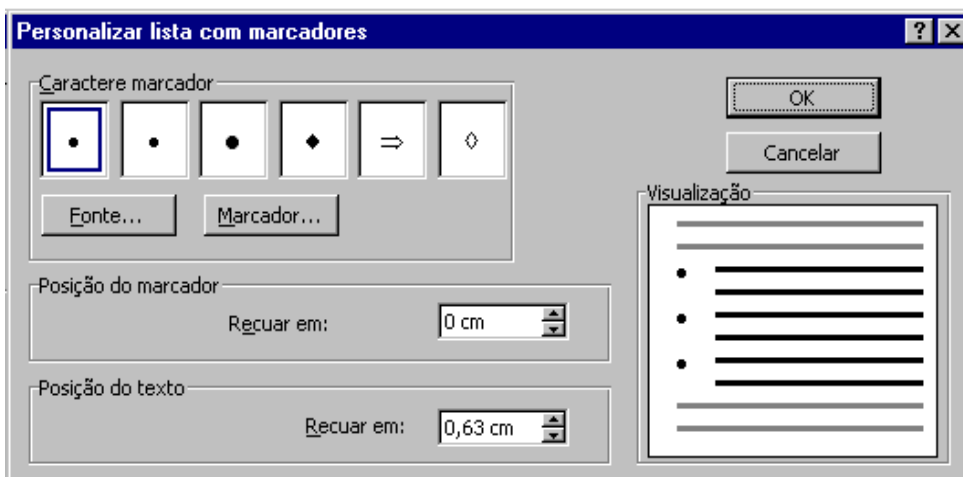 Personalizar lista com marcadores
Caractere marcador
OK
Cancelar
Fonte... Marcador...
Visualização
Posição do marcador
Recuar em: 0 cm
Posição do texto
Recuar em: 0,63 cm